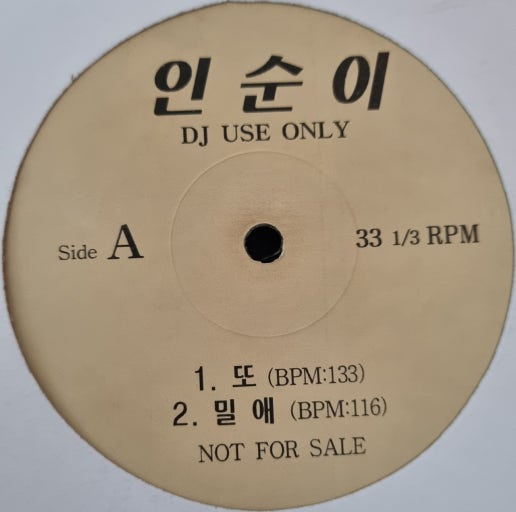 인 순 이
DJ USE ONLY
Side A
33 1/3 RPM
1. 또 (BPM:133)
2. 밀 애 (BPM:116)
NOT FOR SALE